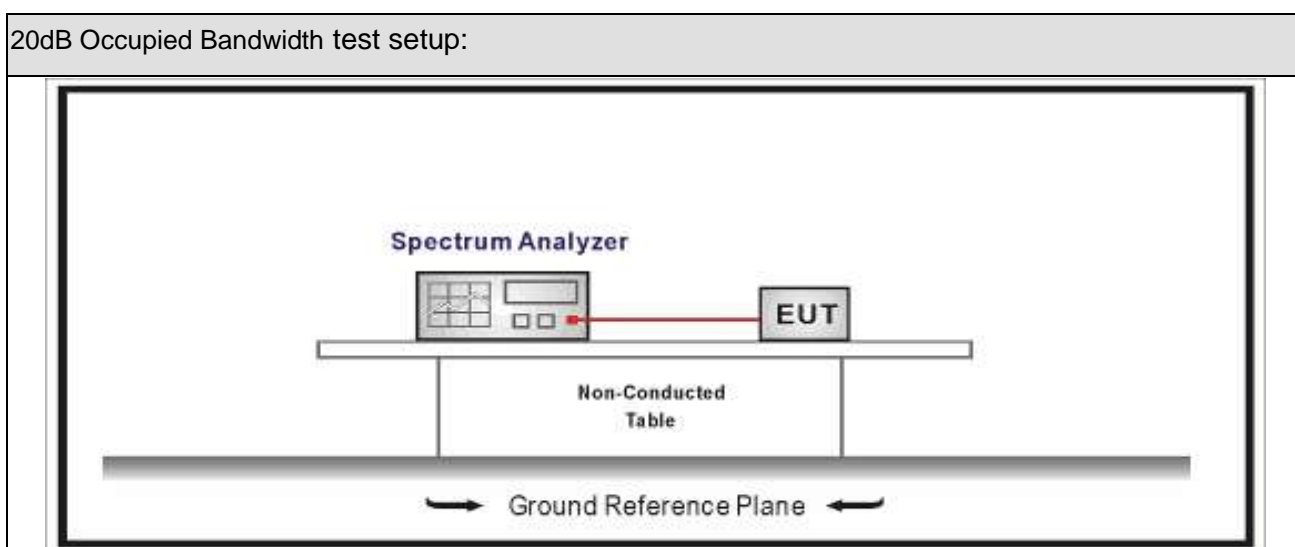 20dB Occupied Bandwidth test setup:
Spectrum Analyzer
EUT
Non-Conducted
Table
Ground Reference Plane